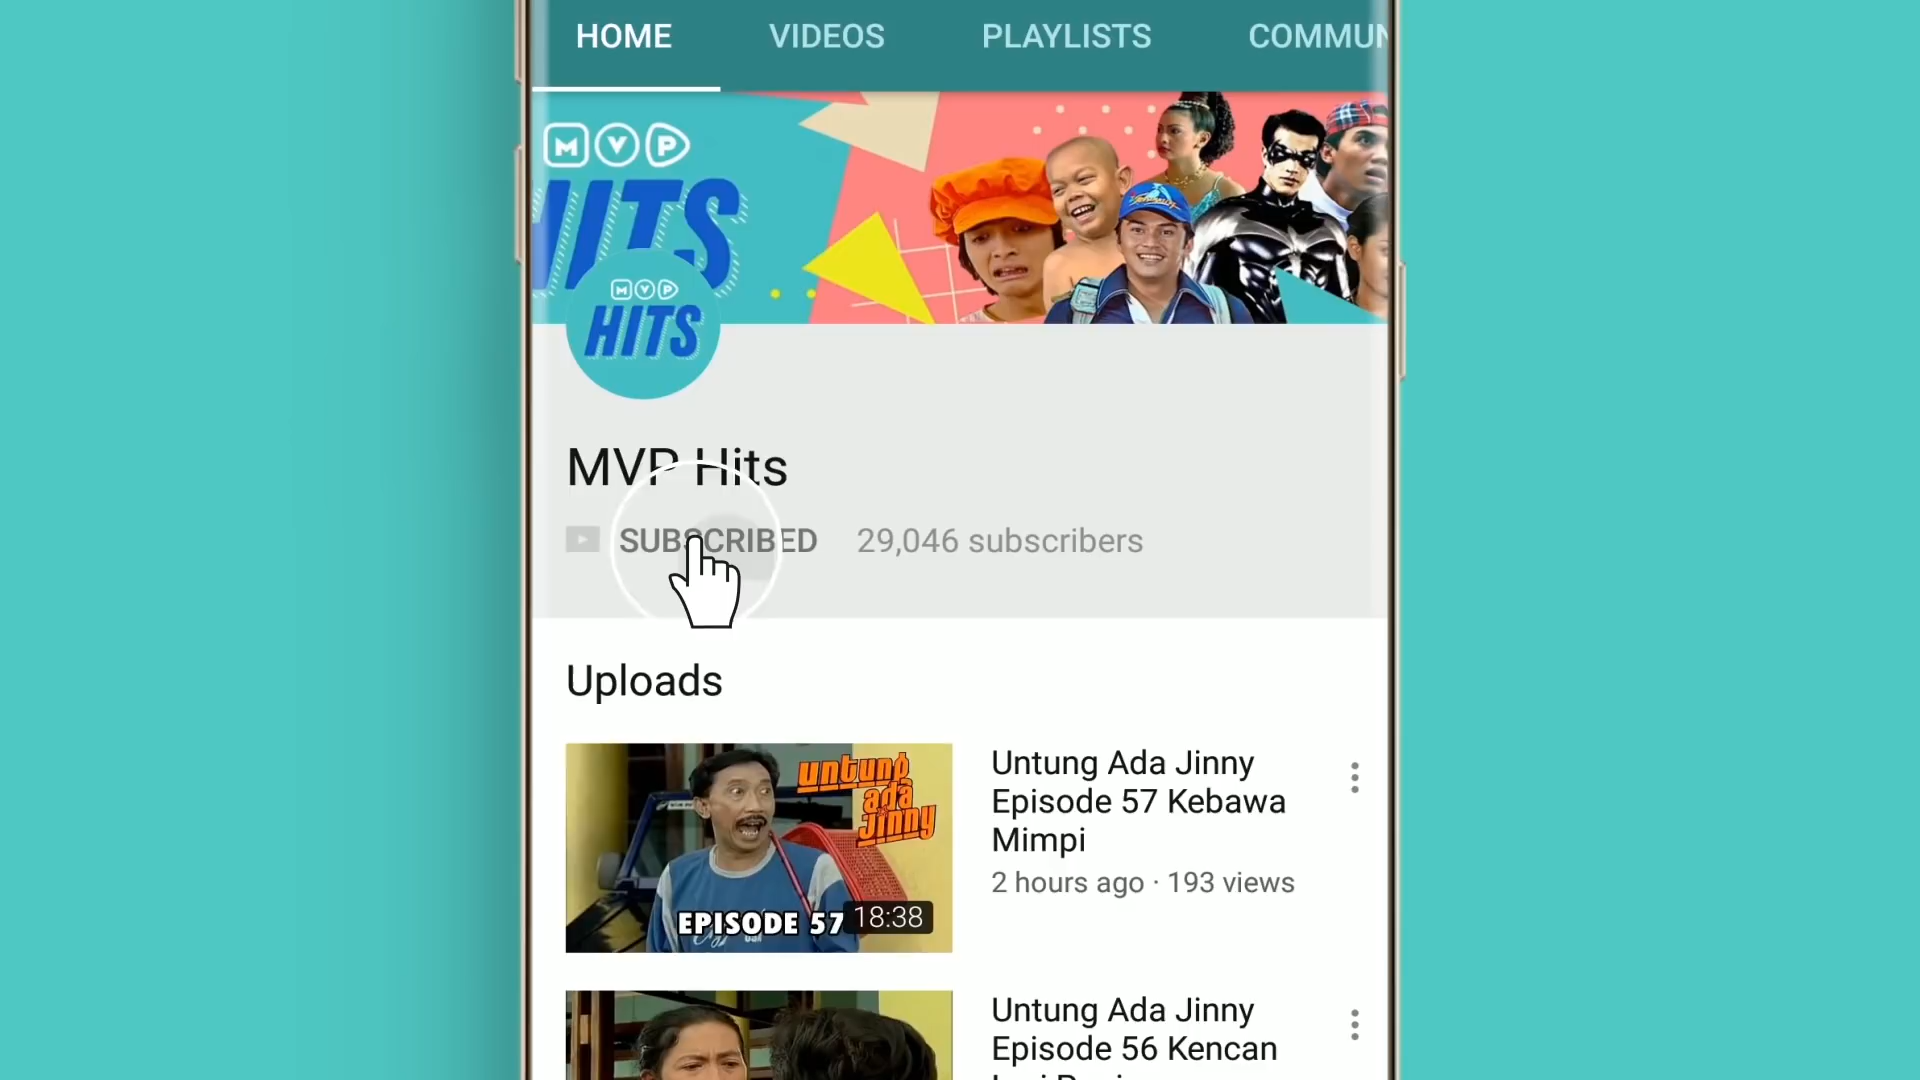 HOME VIDEOS PLAYLISTS COMMUN
MVP
HITS
MVP
HITS
MVP Hits
SUBSCRIBED 29,046 subscribers
Uploads
untung
ada
jinny
EPISODE 57
18:38
Untung Ada Jinny
Episode 57 Kebawa
Mimpi
2 hours ago · 193 views
Untung Ada Jinny
Episode 56 Kencan